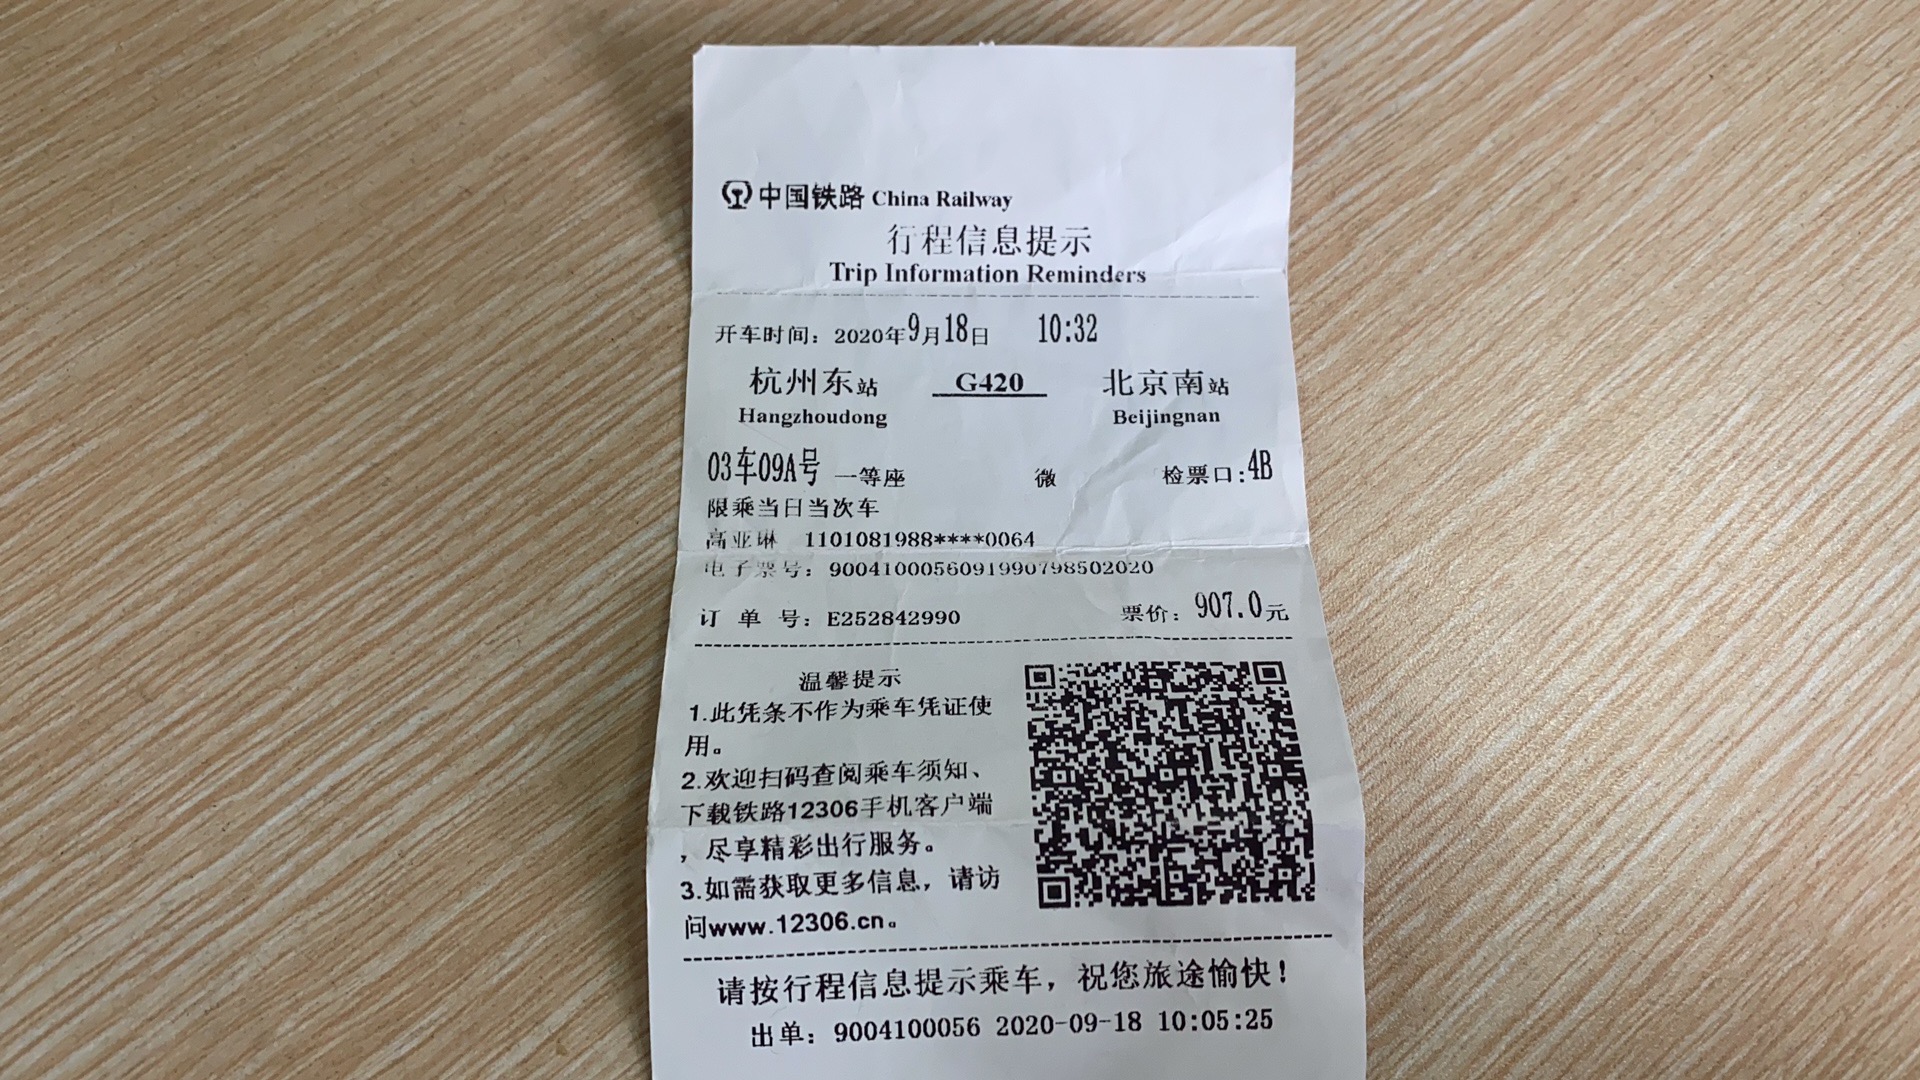 中国铁路 China Railway
行程信息提示
Trip Information Reminders
开车时间：2020年9月18日 10:32
杭州东站 G420 北京南站
Hangzhoudong Beijingnan
03车09A号 一等座 微 检票口:4B
限乘当日当次车
高亚琳 1101081988****0064
电子票号：9004100056091990798502020
订 单 号：E252842990 票价：907.0元
温馨提示
1.此凭条不作为乘车凭证使
用。
2.欢迎扫码查阅乘车须知、
下载铁路12306手机客户端
，尽享精彩出行服务。
3.如需获取更多信息，请访
问www.12306.cn。
请按行程信息提示乘车，祝您旅途愉快！
出单：9004100056 2020-09-18 10:05:25